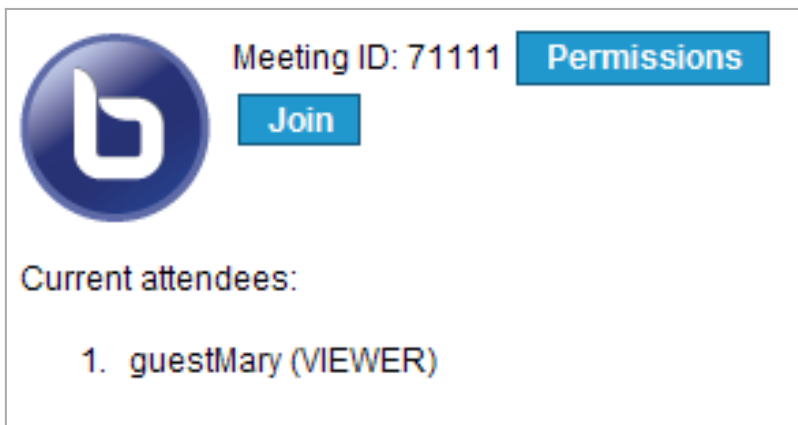 Meeting ID: 71111 Permissions
Join
Current attendees:
1. guestMary (VIEWER)